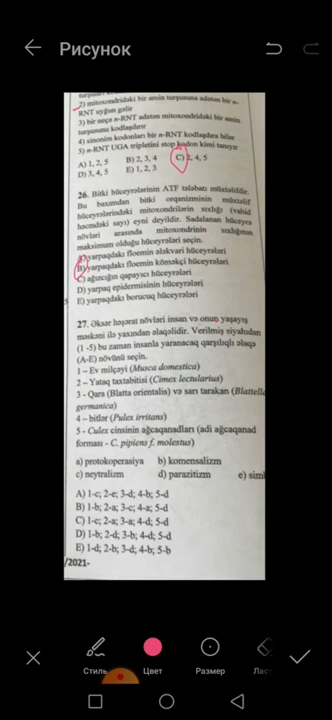 Рисунок
2) mitoxondridəki bir amin turşusuna adətən bir n-
RNT uyğun gəlir
3) bir neçə n-RNT adətən mitoxondridəki bir amin
turşusunu kodlaşdırır
4) sinonim kodonları bir n-RNT kodlaşdıra bilər
5) n-RNT UGA tripletini stop kodon kimi tanıyır
A) 1, 2, 5 B) 2, 3, 4 C) 2, 4, 5
D) 3, 4, 5 E) 1, 2, 3
26. Bitki hüceyrələrinin ATF tələbatı müxtəlifdir.
Bu baxımdan bitki orqanizminin müxtəlif
hüceyrələrindəki mitoxondrilərin sıxlığı (vahid
həcmdəki sayı) eyni deyildir. Sadalanan hüceyrə
növləri arasında mitoxondrinin sıxlığının
maksimum olduğu hüceyrələri seçin.
A) yarpaqdakı floemin ələkvari hüceyrələri
B) yarpaqdakı floemin köməkçi hüceyrələri
C) ağızcığın qapayıcı hüceyrələri
D) yarpaq epidermisinin hüceyrələri
E) yarpaqdakı borucuq hüceyrələri
27. Əksər həşərat növləri insan və onun yaşayış
məskəni ilə yaxından əlaqəlidir. Verilmiş siyahıdan
(1 -5) bu zaman insanla yaranacaq qarşılıqlı əlaqə
(A-E) növünü seçin.
1 – Ev milçəyi (Musca domestica)
2 – Yataq taxtabitisi (Cimex lectularius)
3 - Qara (Blatta orientalis) və sarı tarakan (Blattella
germanica)
4 – bitlər (Pulex irritans)
5 - Culex cinsinin ağcaqanadları (adi ağcaqanad
forması - C. pipiens f. molestus)
a) protokoperasiya b) komensalizm
c) neytralizm d) parazitizm e) simb
A) 1-c; 2-e; 3-d; 4-b; 5-d
B) 1-b; 2-a; 3-c; 4-a; 5-d
C) 1-c; 2-a; 3-a; 4-d; 5-d
D) 1-b; 2-d; 3-b; 4-d; 5-d
E) 1-d; 2-b; 3-d; 4-b; 5-b
/2021-
Стиль Цвет Размер Ласт